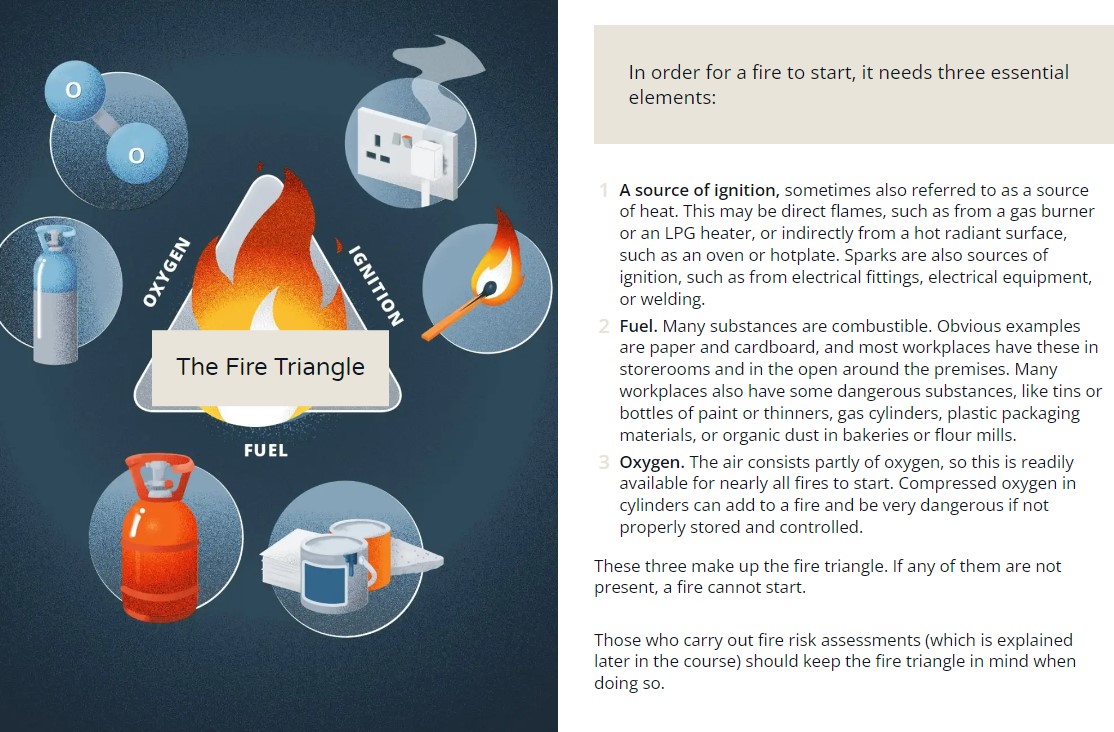 O
O
OXYGEN
IGNITION
The Fire Triangle
FUEL
In order for a fire to start, it needs three essential
elements:
1 A source of ignition, sometimes also referred to as a source
of heat. This may be direct flames, such as from a gas burner
or an LPG heater, or indirectly from a hot radiant surface,
such as an oven or hotplate. Sparks are also sources of
ignition, such as from electrical fittings, electrical equipment,
or welding.
2 Fuel. Many substances are combustible. Obvious examples
are paper and cardboard, and most workplaces have these in
storerooms and in the open around the premises. Many
workplaces also have some dangerous substances, like tins or
bottles of paint or thinners, gas cylinders, plastic packaging
materials, or organic dust in bakeries or flour mills.
3 Oxygen. The air consists partly of oxygen, so this is readily
available for nearly all fires to start. Compressed oxygen in
cylinders can add to a fire and be very dangerous if not
properly stored and controlled.
These three make up the fire triangle. If any of them are not
present, a fire cannot start.
Those who carry out fire risk assessments (which is explained
later in the course) should keep the fire triangle in mind when
doing so.